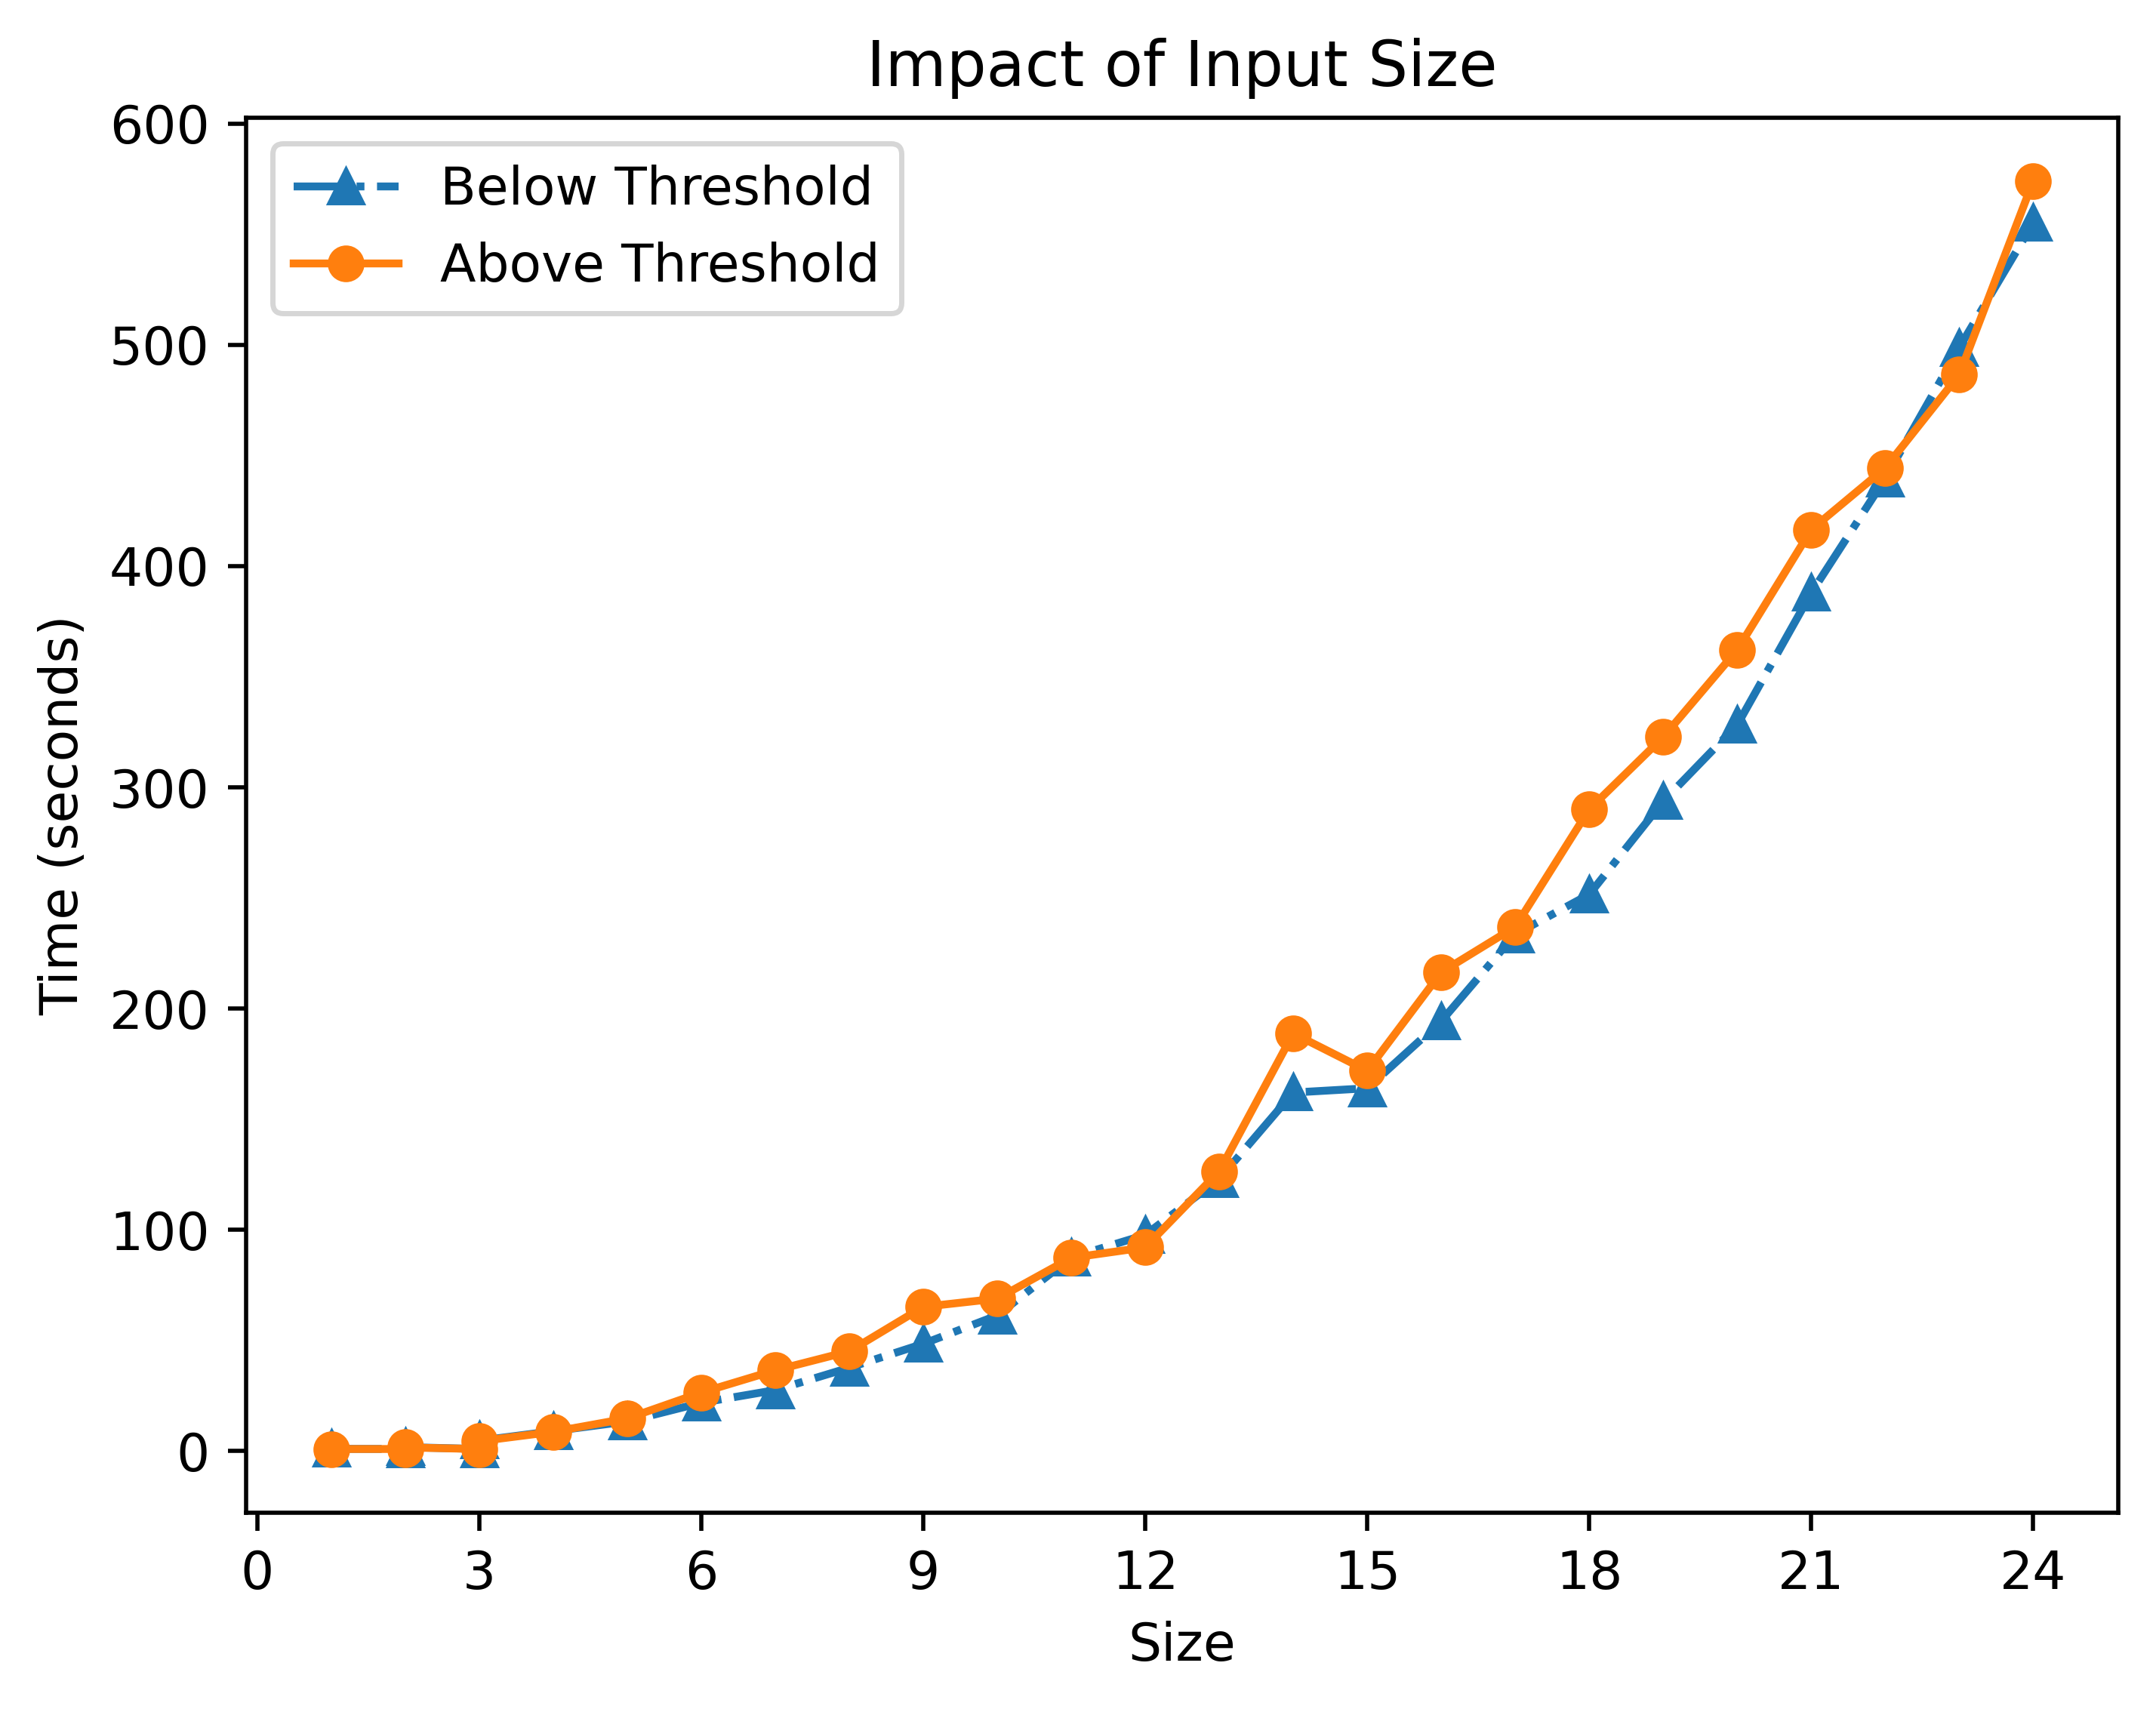 Impact of Input Size
Below Threshold
Above Threshold
600
500
400
300
200
100
0
Time (seconds)
0 3 6 9 12 15 18 21 24
Size